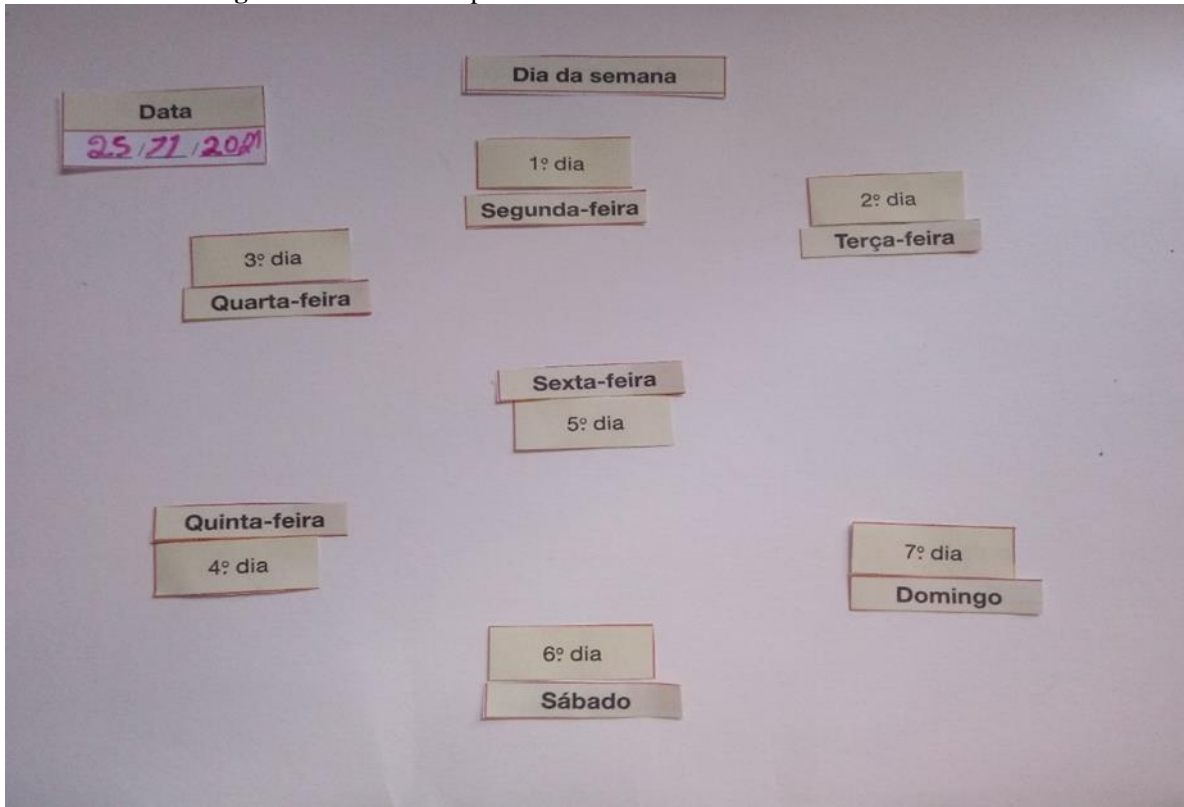 Dia da semana
Data
25/11/2021
1º dia
Segunda-feira
2º dia
Terça-feira
3º dia
Quarta-feira
Sexta-feira
5º dia
Quinta-feira
4º dia
7º dia
Domingo
6º dia
Sábado